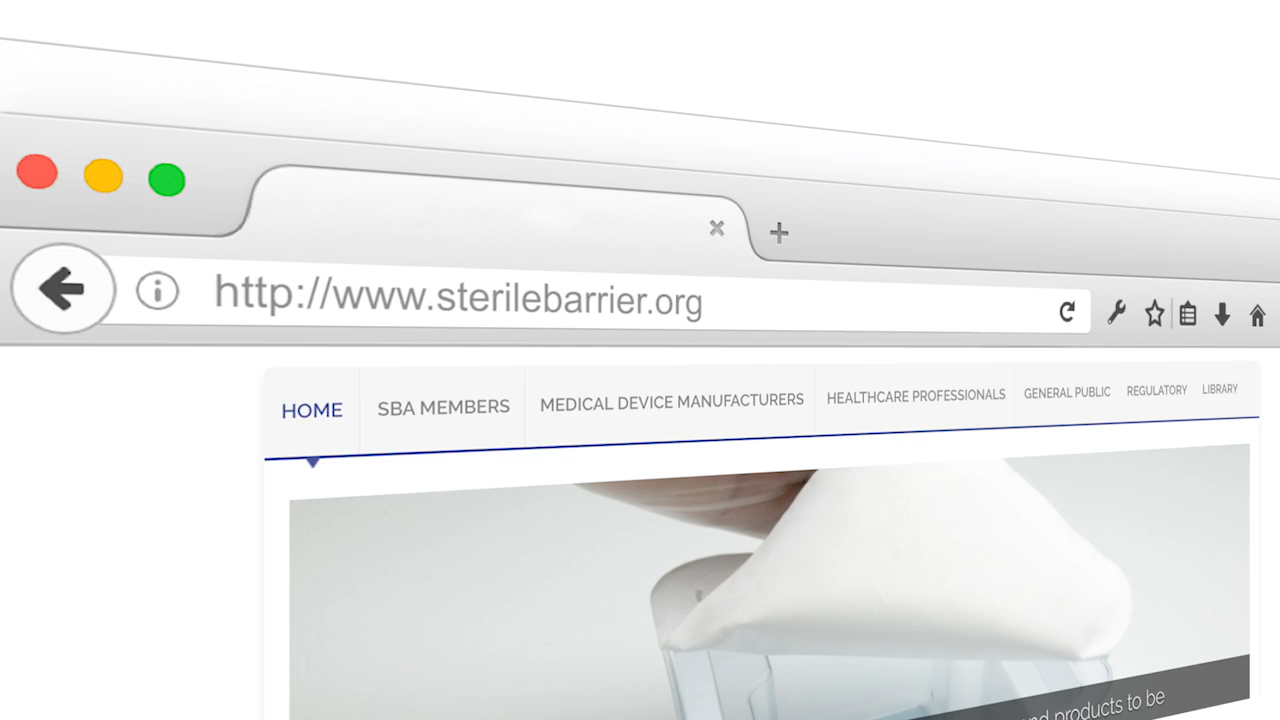 http://www.sterilebarrier.org
HOME SBA MEMBERS MEDICAL DEVICE MANUFACTURERS HEALTHCARE PROFESSIONALS GENERAL PUBLIC REGULATORY LIBRARY
products to be